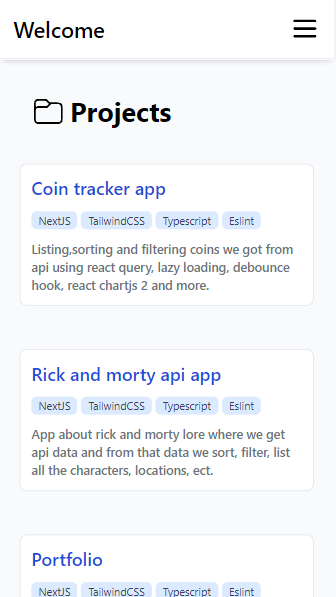 Welcome
Projects
Coin tracker app
NextJS TailwindCSS Typescript Eslint
Listing,sorting and filtering coins we got from
api using react query, lazy loading, debounce
hook, react chartjs 2 and more.
Rick and morty api app
NextJS TailwindCSS Typescript Eslint
App about rick and morty lore where we get
api data and from that data we sort, filter, list
all the characters, locations, ect.
Portfolio
NextJS TailwindCSS Typescript Eslint